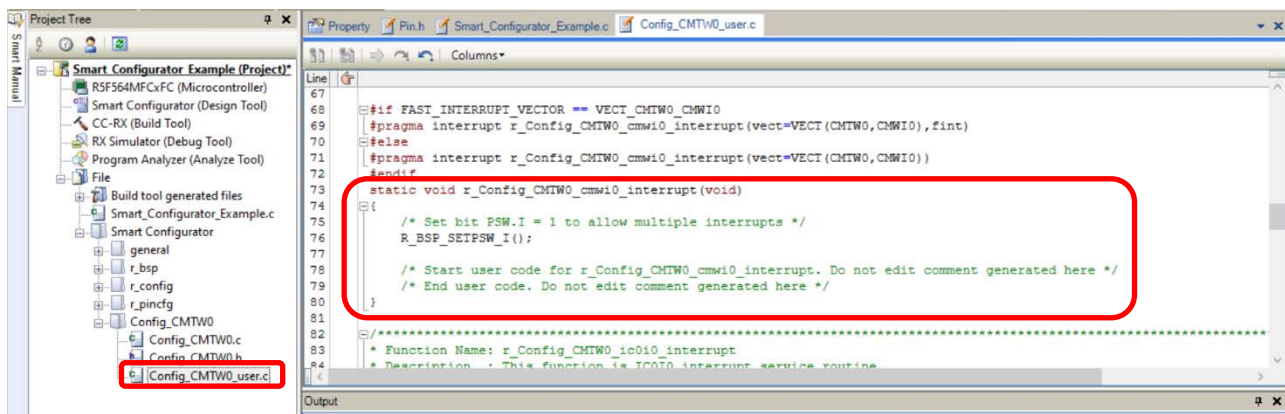 Smart Manual
Project Tree
Smart Configurator Example (Project)*
R5F564MFCxFC (Microcontroller)
Smart Configurator (Design Tool)
CC-RX (Build Tool)
RX Simulator (Debug Tool)
Program Analyzer (Analyze Tool)
File
Build tool generated files
Smart_Configurator_Example.c
Smart Configurator
general
r_bsp
r_config
r_pincfg
Config_CMTW0
Config_CMTW0.c
Config_CMTW0.h
Config_CMTW0_user.c
Property Pin.h Smart_Configurator_Example.c Config_CMTW0_user.c
Columns
Line
67
68 #if FAST_INTERRUPT_VECTOR == VECT_CMTW0_CMWI0
69 #pragma interrupt r_Config_CMTW0_cmwi0_interrupt(vect=VECT(CMTW0,CMWI0),fint)
70 #else
71 #pragma interrupt r_Config_CMTW0_cmwi0_interrupt(vect=VECT(CMTW0,CMWI0))
72 #endif
73 static void r_Config_CMTW0_cmwi0_interrupt(void)
74 {
75 /* Set bit PSW.I = 1 to allow multiple interrupts */
76 R_BSP_SETPSW_I();
77
78 /* Start user code for r_Config_CMTW0_cmwi0_interrupt. Do not edit comment generated here */
79 /* End user code. Do not edit comment generated here */
80 }
81
82 /******************************************************************************
83 * Function Name: r_Config_CMTW0_ic0i0_interrupt
84 * Description : This function is IC0I0 interrupt service routine
Output